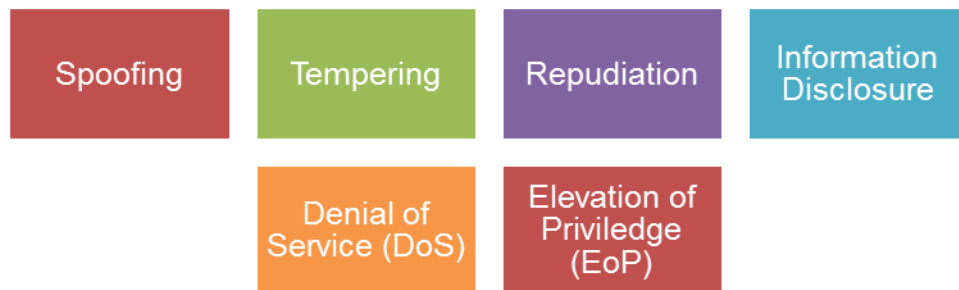 Spoofing
Tempering
Repudiation
Information
Disclosure
Denial of
Service (DoS)
Elevation of
Priviledge
(EoP)